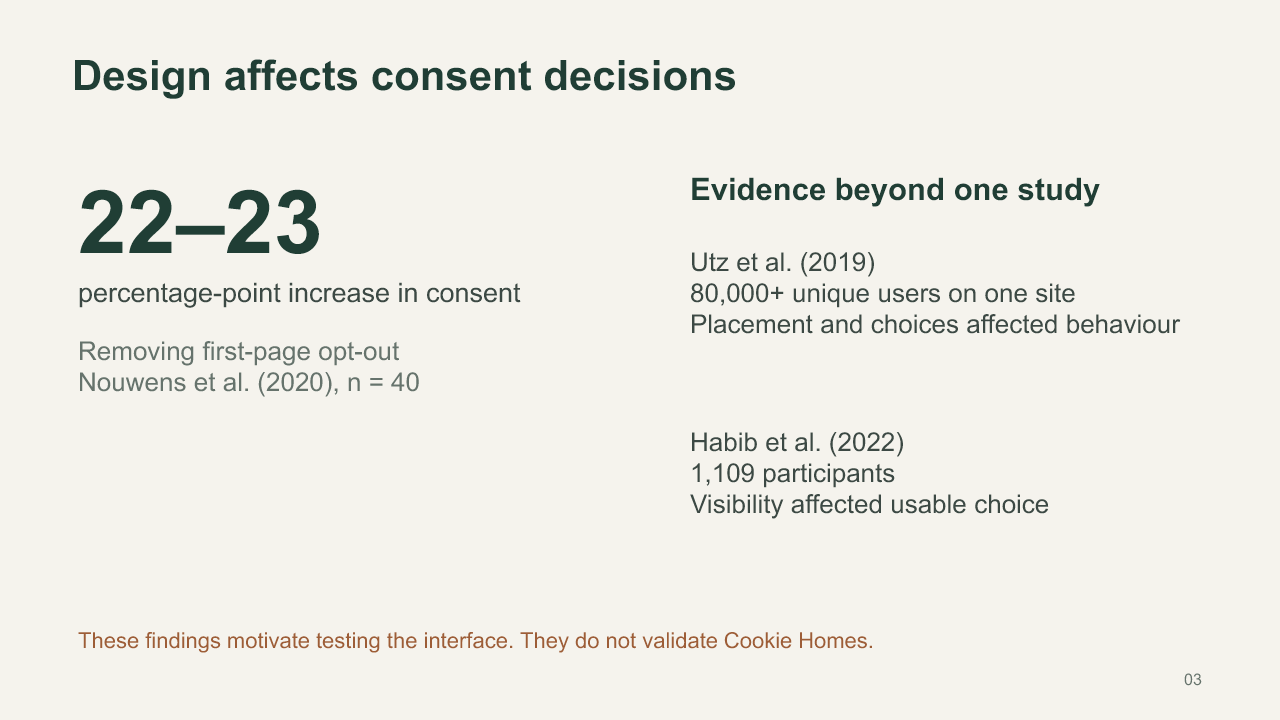 Design affects consent decisions
22–23
percentage-point increase in consent
Removing first-page opt-out
Nouwens et al. (2020), n = 40
Evidence beyond one study
Utz et al. (2019)
80,000+ unique users on one site
Placement and choices affected behaviour
Habib et al. (2022)
1,109 participants
Visibility affected usable choice
These findings motivate testing the interface. They do not validate Cookie Homes.
03